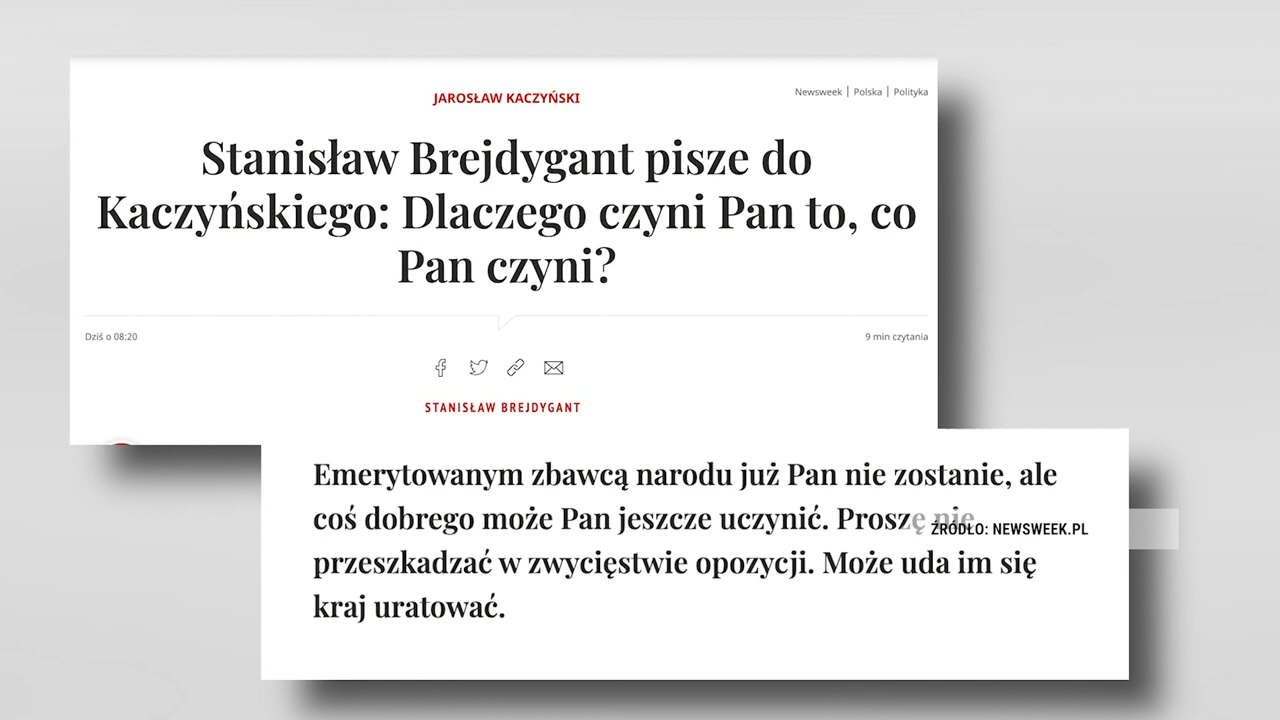 JAROSŁAW KACZYŃSKI
Newsweek | Polska | Polityka
Stanisław Brejdygant pisze do
Kaczyńskiego: Dlaczego czyni Pan to, co
Pan czyni?
Dziś o 08:20
9 min czytania
STANISŁAW BREJDYGANT
Emerytowanym zbawcą narodu już Pan nie zostanie, ale
coś dobrego może Pan jeszcze uczynić. Proszę nie
ŹRÓDŁO: NEWSWEEK.PL
przeszkadzać w zwycięstwie opozycji. Może uda im się
kraj uratować.